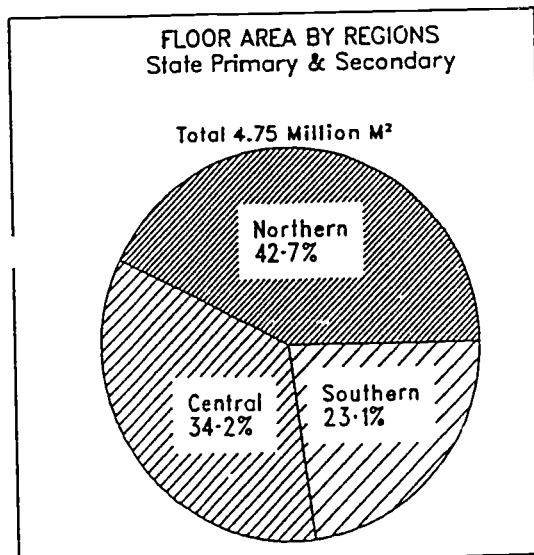 FLOOR AREA BY REGIONS
State Primary & Secondary
Total 4.75 Million M²
Northern
42·7%
Central
34·2%
Southern
23·1%